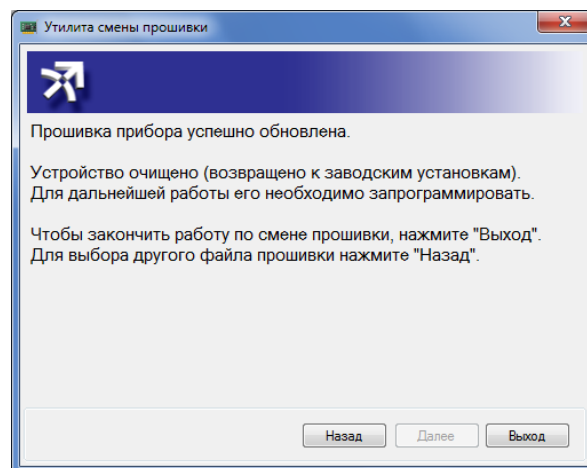 Утилита смены прошивки
Прошивка прибора успешно обновлена.
Устройство очищено (возвращено к заводским установкам).
Для дальнейшей работы его необходимо запрограммировать.
Чтобы закончить работу по смене прошивки, нажмите "Выход".
Для выбора другого файла прошивки нажмите "Назад".
Назад Далее Выход